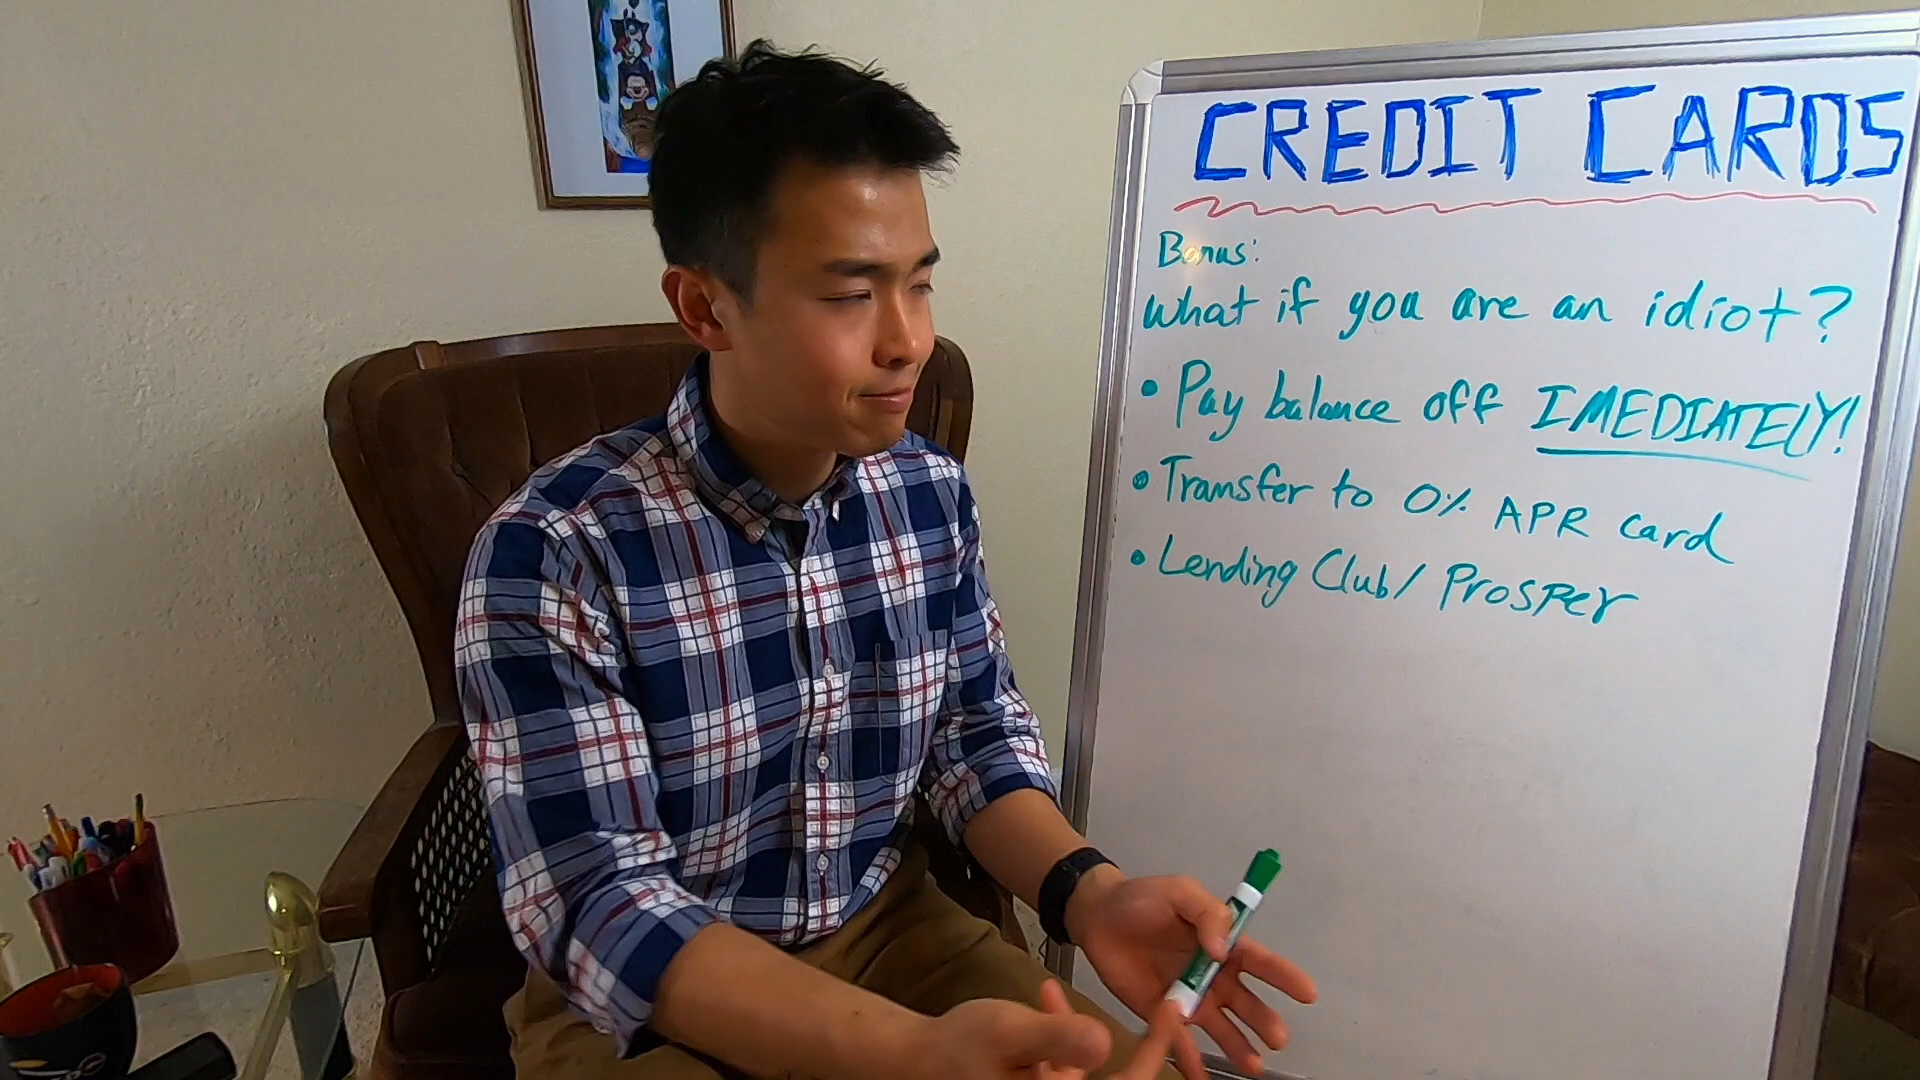 CREDIT CARDS
Bonus:
What if you are an idiot?
• Pay balance off IMEDIATELY!
• Transfer to 0% APR card
• Lending Club/ Prosper